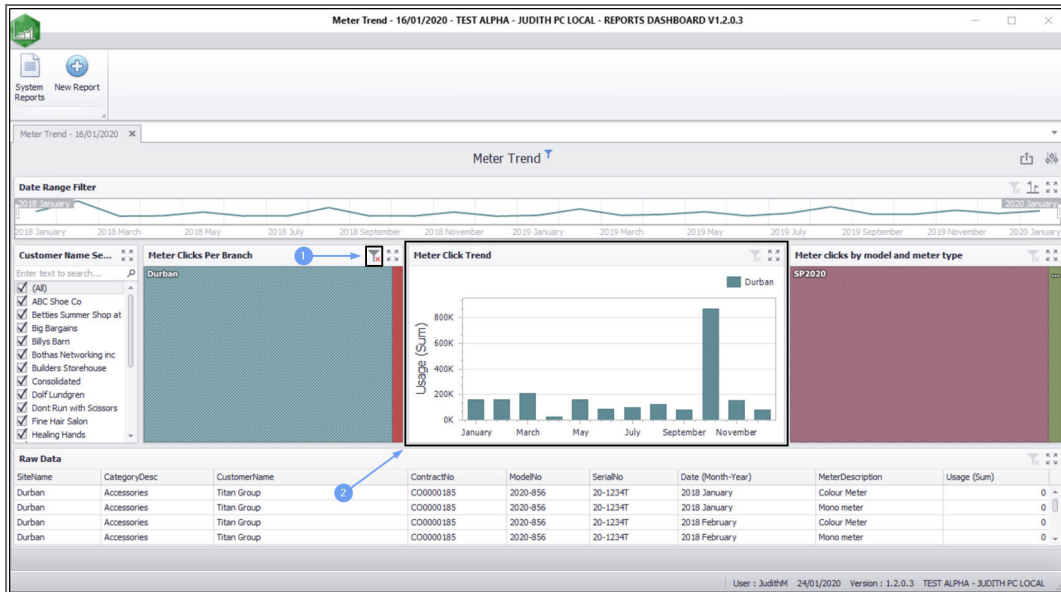 Meter Trend - 16/01/2020 - TEST ALPHA - JUDITH PC LOCAL - REPORTS DASHBOARD V1.2.0.3
System Reports
New Report
Meter Trend - 16/01/2020
Meter Trend
Date Range Filter
2018 January
2020 January
2018 January 2018 March 2018 May 2018 July 2018 September 2018 November 2019 January 2019 March 2019 May 2019 July 2019 September 2019 November 2020 January
Customer Name Se...
Enter text to search...
(All)
ABC Shoe Co
Betties Summer Shop at
Big Bargains
Billys Barn
Bothas Networking inc
Builders Storehouse
Consolidated
Dolf Lundgren
Dont Run with Scissors
Fine Hair Salon
Healing Hands
Meter Clicks Per Branch
1
Durban
Meter Click Trend
Durban
Usage (Sum)
800K
600K
400K
200K
0K
January March May July September November
Meter clicks by model and meter type
SP2020
...
2
Raw Data
SiteName CategoryDesc CustomerName ContractNo ModelNo SerialNo Date (Month-Year) MeterDescription Usage (Sum)
Durban Accessories Titan Group CO0000185 2020-856 20-1234T 2018 January Colour Meter 0
Durban Accessories Titan Group CO0000185 2020-856 20-1234T 2018 January Mono meter 0
Durban Accessories Titan Group CO0000185 2020-856 20-1234T 2018 February Colour Meter 0
Durban Accessories Titan Group CO0000185 2020-856 20-1234T 2018 February Mono meter 0
User : JudithM 24/01/2020 Version : 1.2.0.3 TEST ALPHA - JUDITH PC LOCAL